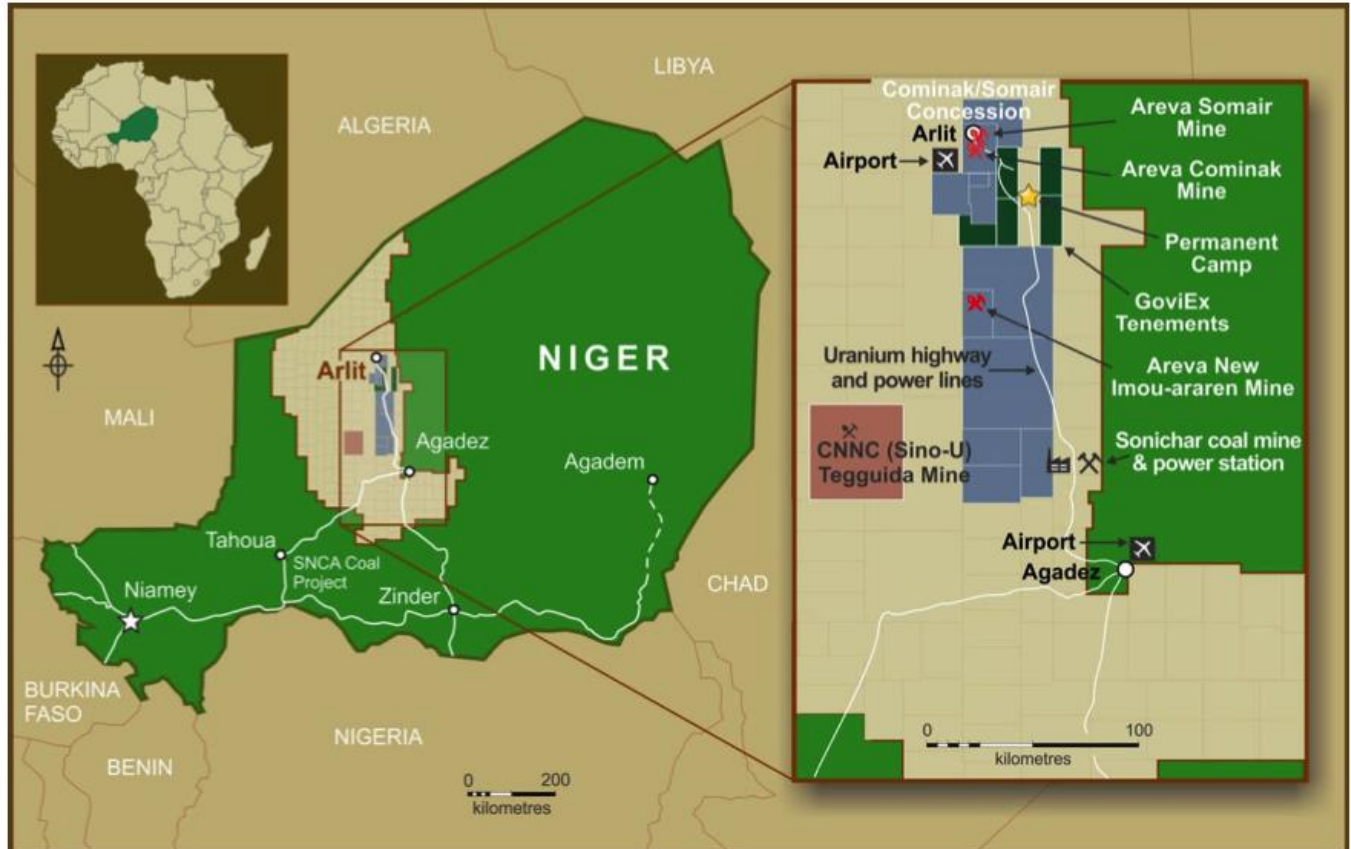 LIBYA
ALGERIA
MALI
NIGER
Arlit
Agadez
Agadem
Tahoua
SNCA Coal
Project
Niamey
Zinder
CHAD
BURKINA
FASO
BENIN
NIGERIA
0 200
kilometres
Cominak/Somair
Concession
Arlit
Airport
Areva Somair
Mine
Areva Cominak
Mine
Permanent
Camp
GoviEx
Tenements
Uranium highway
and power lines
Areva New
Imou-araren Mine
CNNC (Sino-U)
Tegguida Mine
Sonichar coal mine
& power station
Airport
Agadez
0 100
kilometres